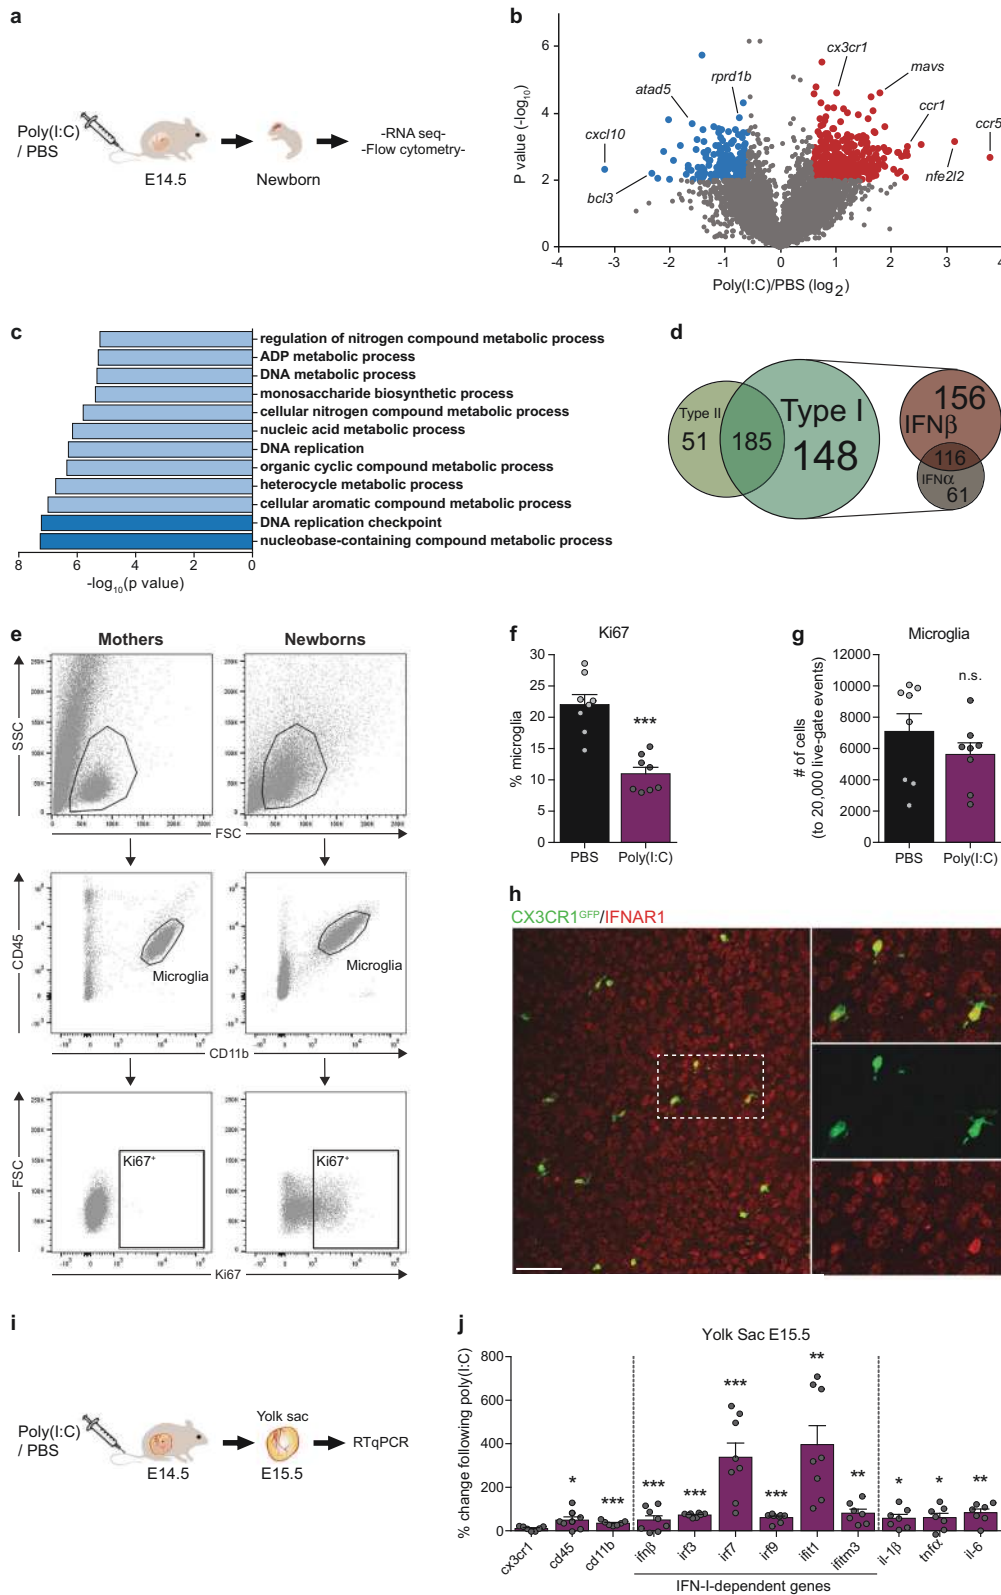 a
Poly(I:C)
/ PBS
E14.5
Newborn
-RNA seq-
-Flow cytometry-
b
P value (-log10)
6
4
2
0
-4
-3
-2
-1
0
1
2
3
4
Poly(I:C)/PBS (log2)
cxcl10
bcl3
atad5
rprd1b
cx3cr1
mavs
ccr1
ccr5
nfe2l2
c
regulation of nitrogen compound metabolic process
ADP metabolic process
DNA metabolic process
monosaccharide biosynthetic process
cellular nitrogen compound metabolic process
nucleic acid metabolic process
DNA replication
organic cyclic compound metabolic process
heterocycle metabolic process
cellular aromatic compound metabolic process
DNA replication checkpoint
nucleobase-containing compound metabolic process
8 6 4 2 0
-log10(p value)
d
Type II
51
185
Type I
148
156
IFNβ
116
IFNα
61
e
Mothers
Newborns
SSC
FSC
CD45
Microglia
Microglia
CD11b
FSC
Ki67+
Ki67+
Ki67
f
Ki67
% microglia
30
25
20
15
10
5
0
***
PBS
Poly(I:C)
g
Microglia
# of cells
(to 20,000 live-gate events)
12000
10000
8000
6000
4000
2000
0
n.s.
PBS
Poly(I:C)
h
CX3CR1GFP/IFNAR1
i
Poly(I:C)
/ PBS
E14.5
Yolk sac
E15.5
RTqPCR
j
Yolk Sac E15.5
% change following poly(I:C)
800
600
400
200
0
* *** *** *** *** *** ** ** * * **
cx3cr1
cd45
cd11b
ifnβ
irf3
irf7
irf9
ifit1
ifitm3
il-1β
tnfα
il-6
IFN-I-dependent genes